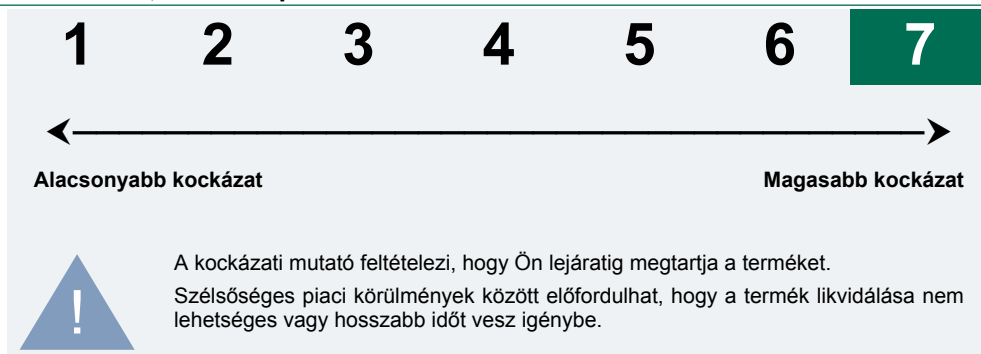 1 2 3 4 5 6 7
Alacsonyabb kockázat Magasabb kockázat
A kockázati mutató feltételezi, hogy Ön lejáratig megtartja a terméket.
Szélsőséges piaci körülmények között előfordulhat, hogy a termék likvidálása nem
lehetséges vagy hosszabb időt vesz igénybe.
!